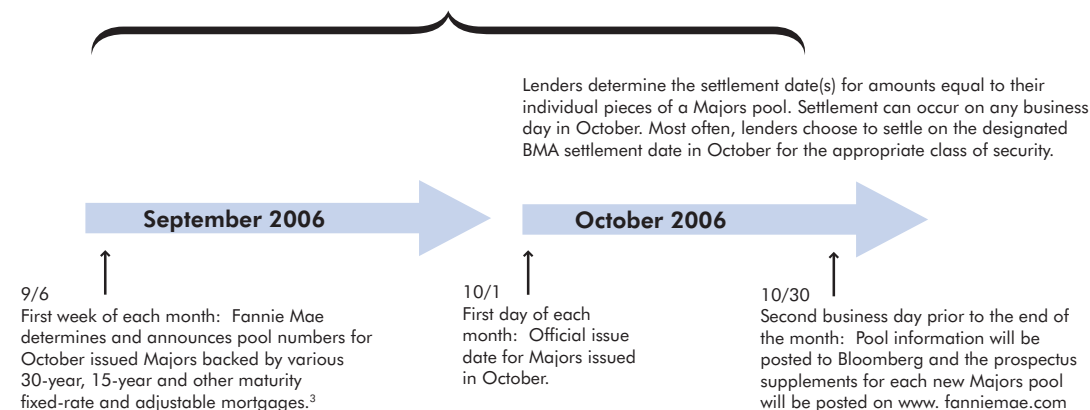 Lenders determine the settlement date(s) for amounts equal to their
individual pieces of a Majors pool. Settlement can occur on any business
day in October. Most often, lenders choose to settle on the designated
BMA settlement date in October for the appropriate class of security.
September 2006
October 2006
9/6
First week of each month: Fannie Mae
determines and announces pool numbers for
October issued Majors backed by various
30-year, 15-year and other maturity
fixed-rate and adjustable mortgages.³
10/1
First day of each
month: Official issue
date for Majors issued
in October.
10/30
Second business day prior to the end of
the month: Pool information will be
posted to Bloomberg and the prospectus
supplements for each new Majors pool
will be posted on www. fanniemae.com